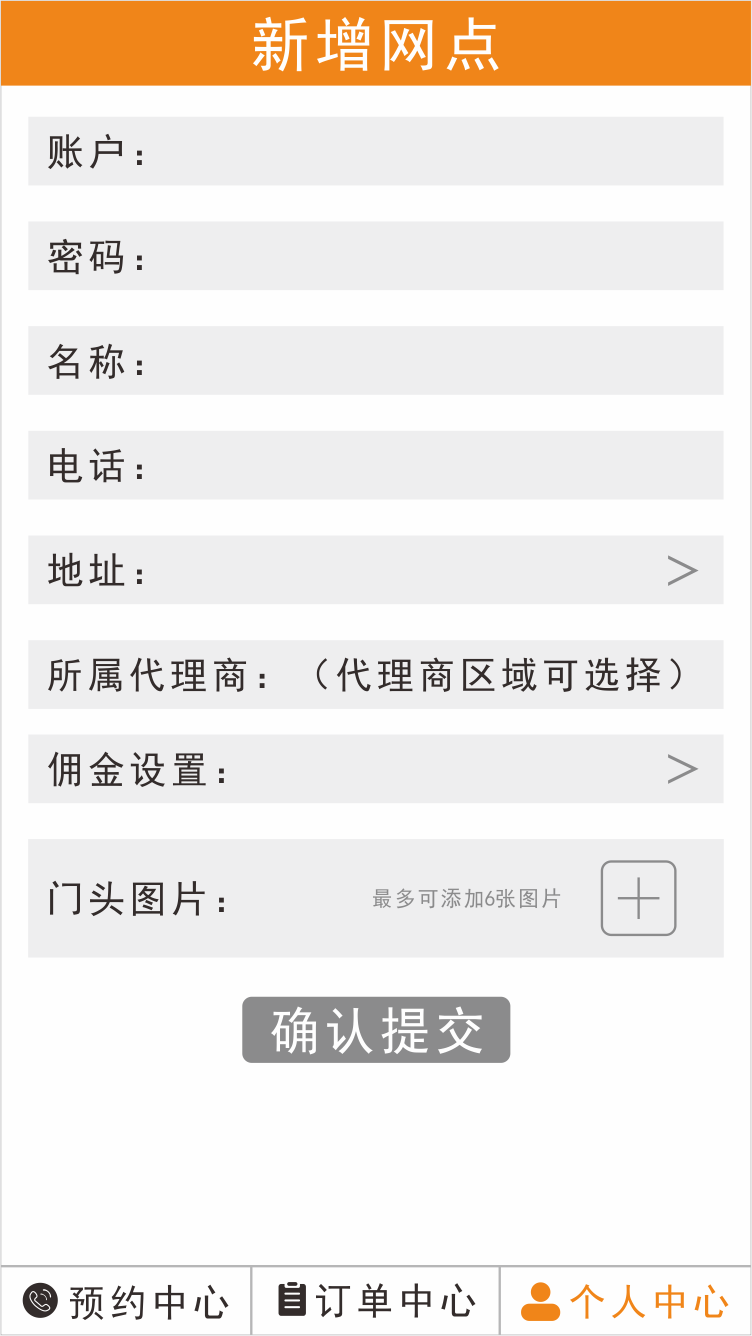 新增网点
账户：
密码：
名称：
电话：
地址： >
所属代理商：（代理商区域可选择）
佣金设置： >
门头图片： 最多可添加6张图片
确认提交
预约中心 订单中心 个人中心